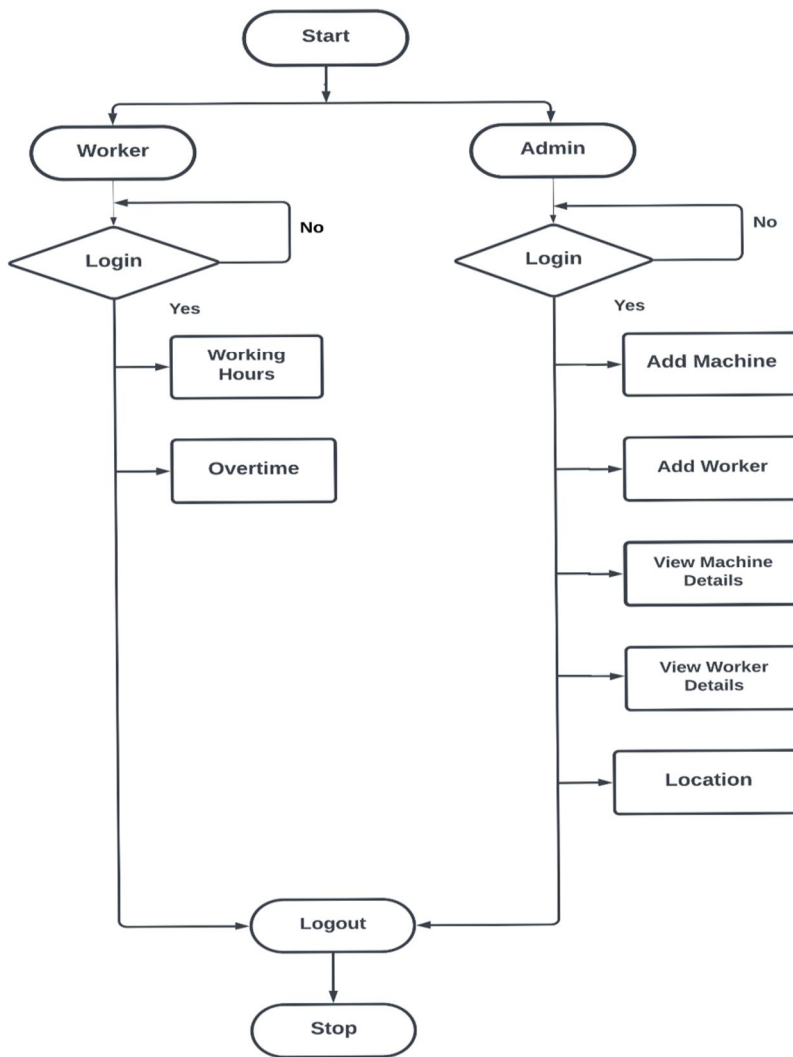 Start
Worker
Admin
Login
No
Login
No
Yes
Yes
Working
Hours
Add Machine
Overtime
Add Worker
View Machine
Details
View Worker
Details
Location
Logout
Stop